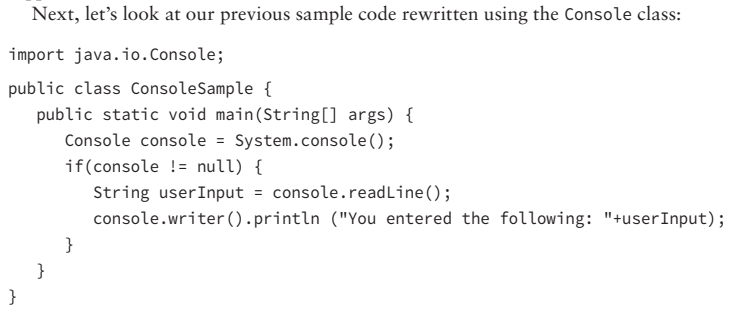 Next, let's look at our previous sample code rewritten using the Console class:
import java.io.Console;
public class ConsoleSample {
   public static void main(String[] args) {
      Console console = System.console();
      if(console != null) {
         String userInput = console.readLine();
         console.writer().println ("You entered the following: "+userInput);
      }
   }
}